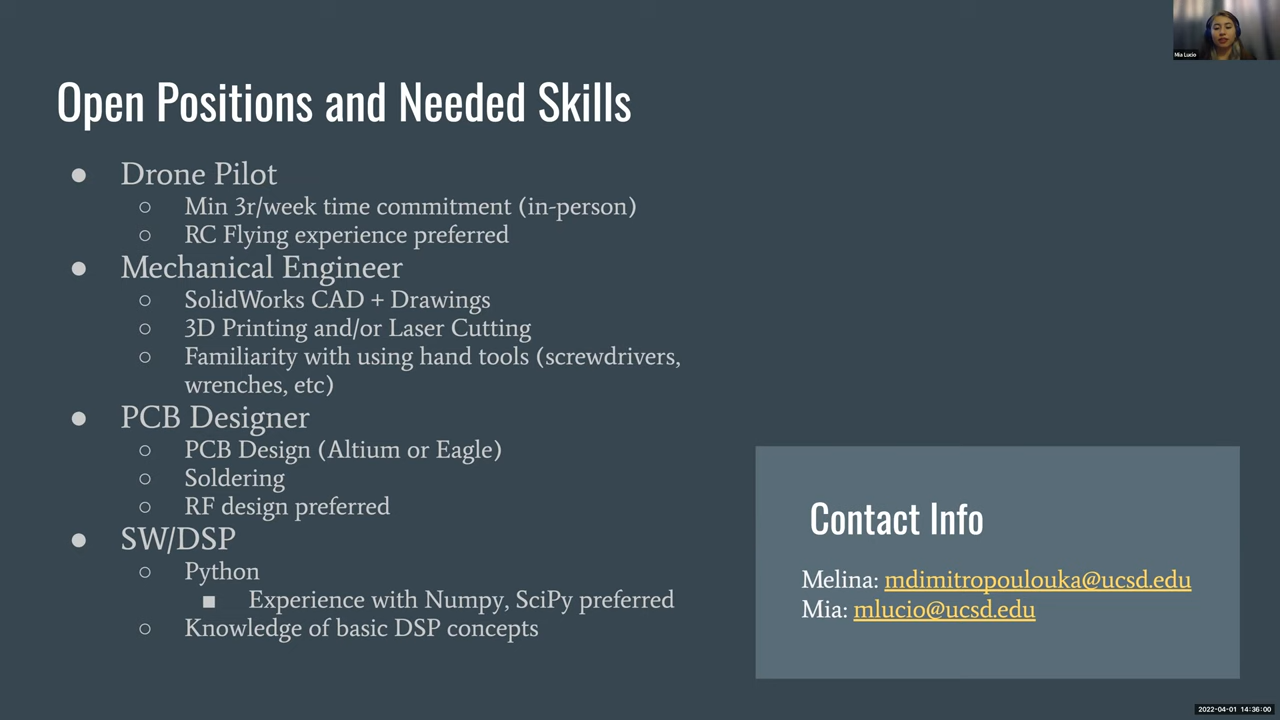 Mia Lucio
Open Positions and Needed Skills
● Drone Pilot
○ Min 3r/week time commitment (in-person)
○ RC Flying experience preferred
● Mechanical Engineer
○ SolidWorks CAD + Drawings
○ 3D Printing and/or Laser Cutting
○ Familiarity with using hand tools (screwdrivers,
wrenches, etc)
● PCB Designer
○ PCB Design (Altium or Eagle)
○ Soldering
○ RF design preferred
● SW/DSP
○ Python
■ Experience with Numpy, SciPy preferred
○ Knowledge of basic DSP concepts
Contact Info
Melina: mdimitropoulouka@ucsd.edu
Mia: mlucio@ucsd.edu
2022-04-01 14:36:00